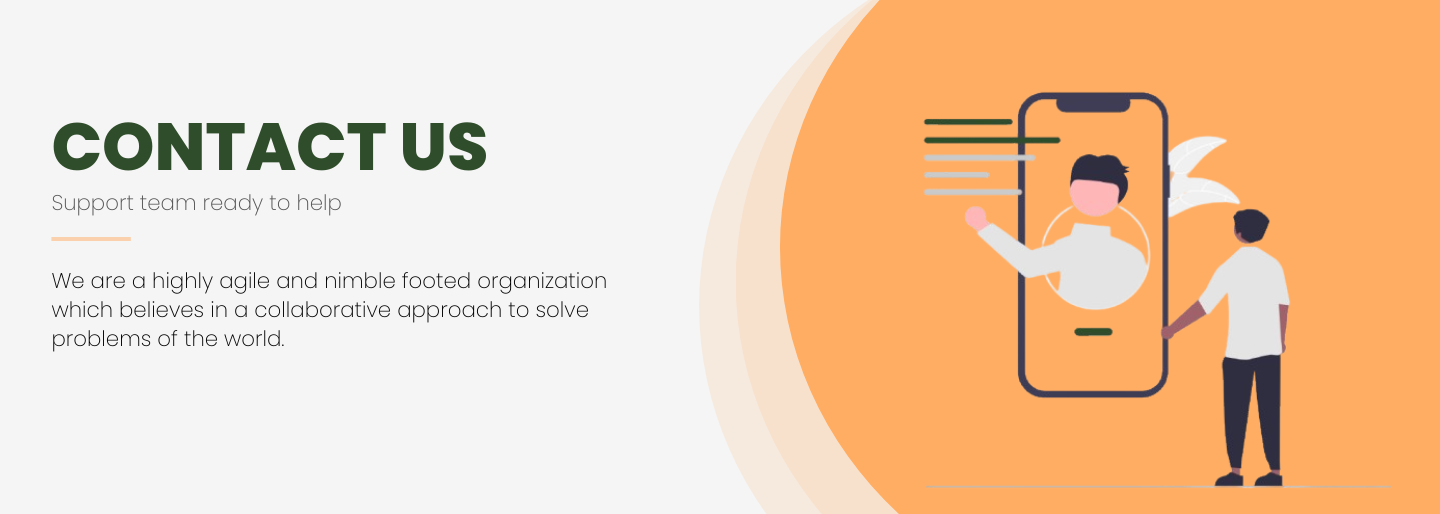 CONTACT US
Support team ready to help
We are a highly agile and nimble footed organization
which believes in a collaborative approach to solve
problems of the world.